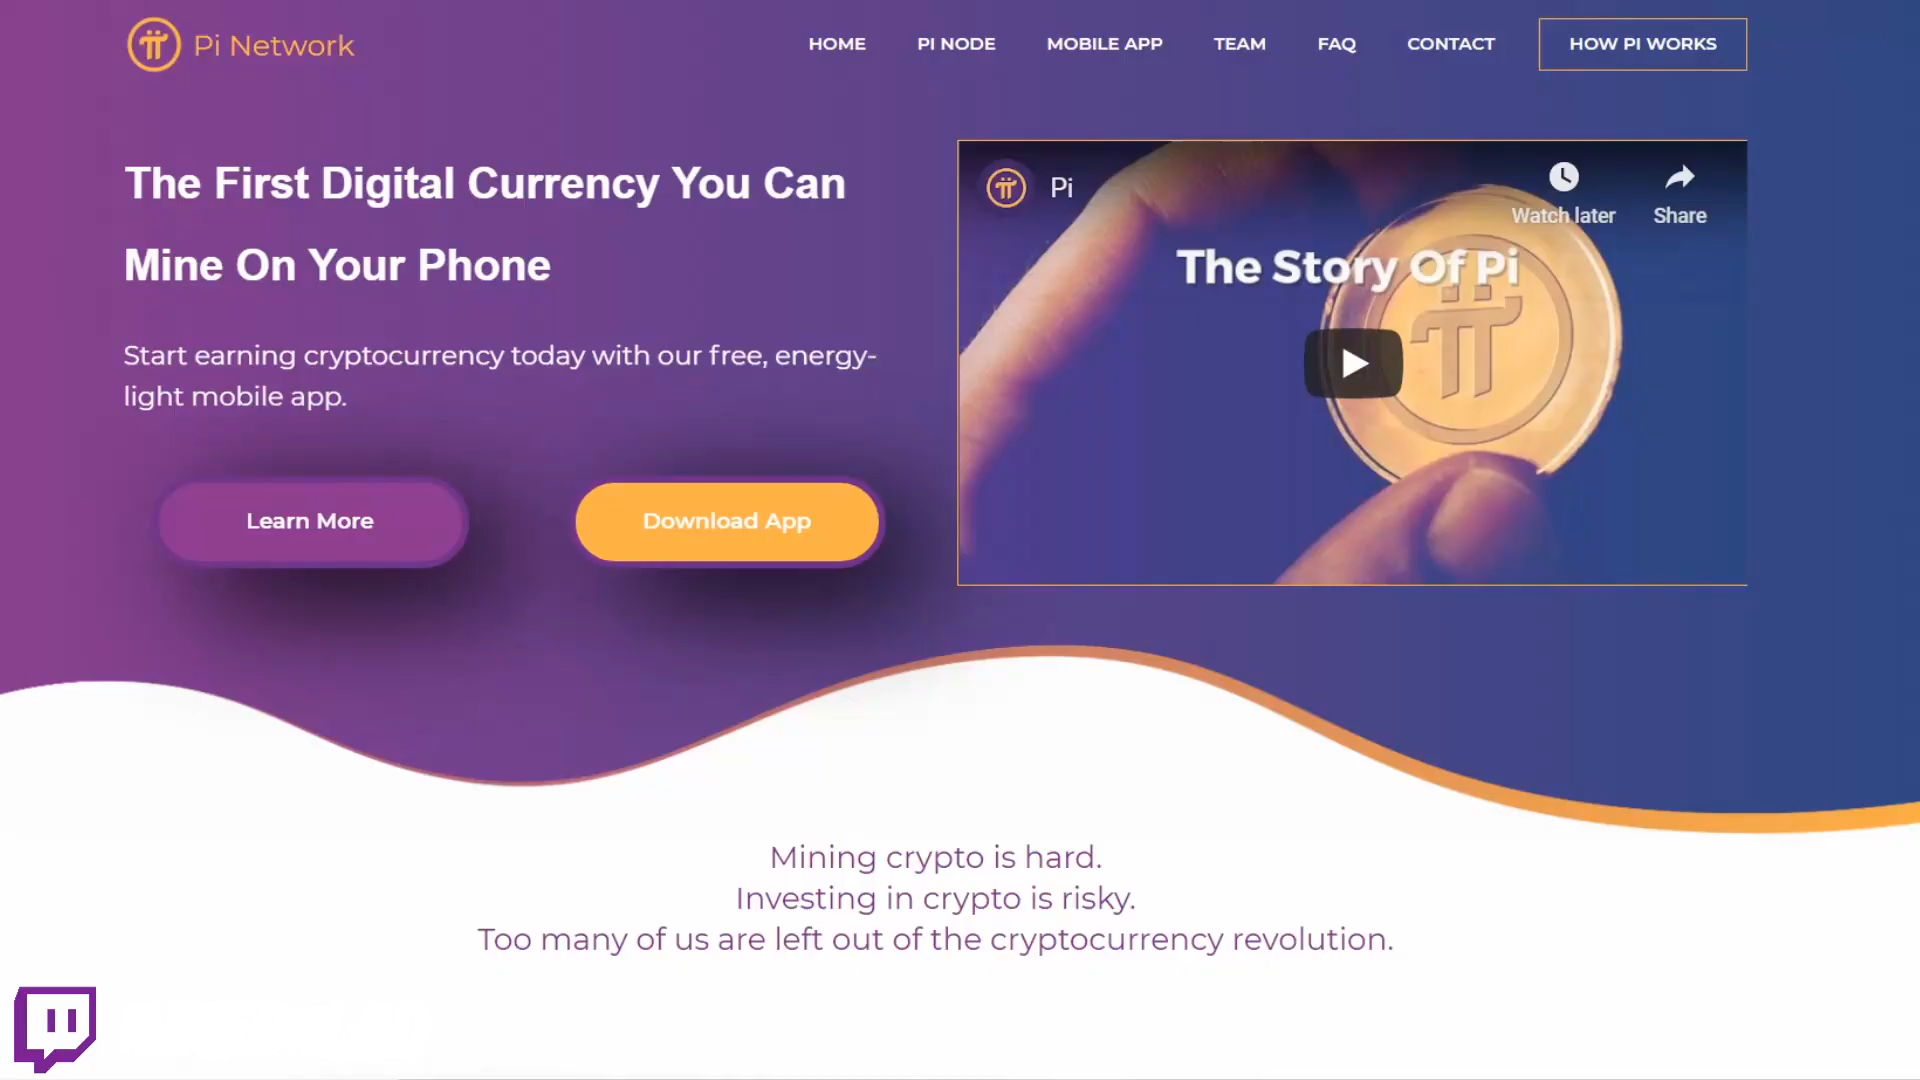 Pi Network
HOME
PI NODE
MOBILE APP
TEAM
FAQ
CONTACT
HOW PI WORKS
The First Digital Currency You Can
Mine On Your Phone
Start earning cryptocurrency today with our free, energy-
light mobile app.
Learn More
Download App
Pi
Watch later
Share
The Story Of Pi
Mining crypto is hard.
Investing in crypto is risky.
Too many of us are left out of the cryptocurrency revolution.